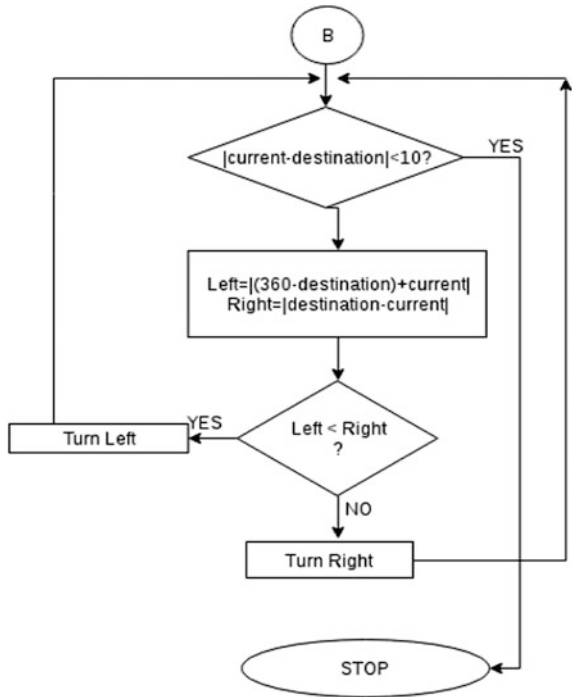 B
|current-destination|<10?
YES
Left=|(360-destination)+current|
Right=|destination-current|
YES
Left < Right
?
Turn Left
NO
Turn Right
STOP